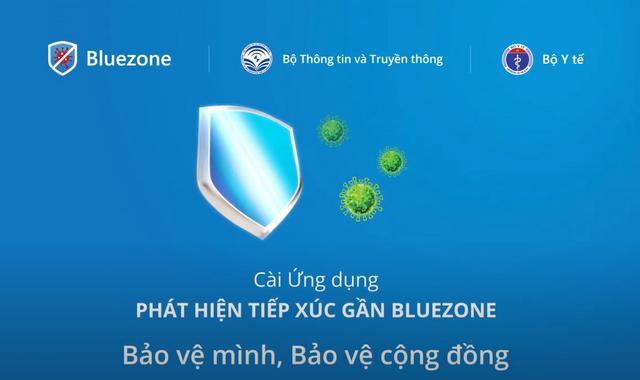 Bluezone
Bộ Thông tin và Truyền thông
Bộ Y tế
Cài Ứng dụng
PHÁT HIỆN TIẾP XÚC GẦN BLUEZONE
Bảo vệ mình, Bảo vệ cộng đồng